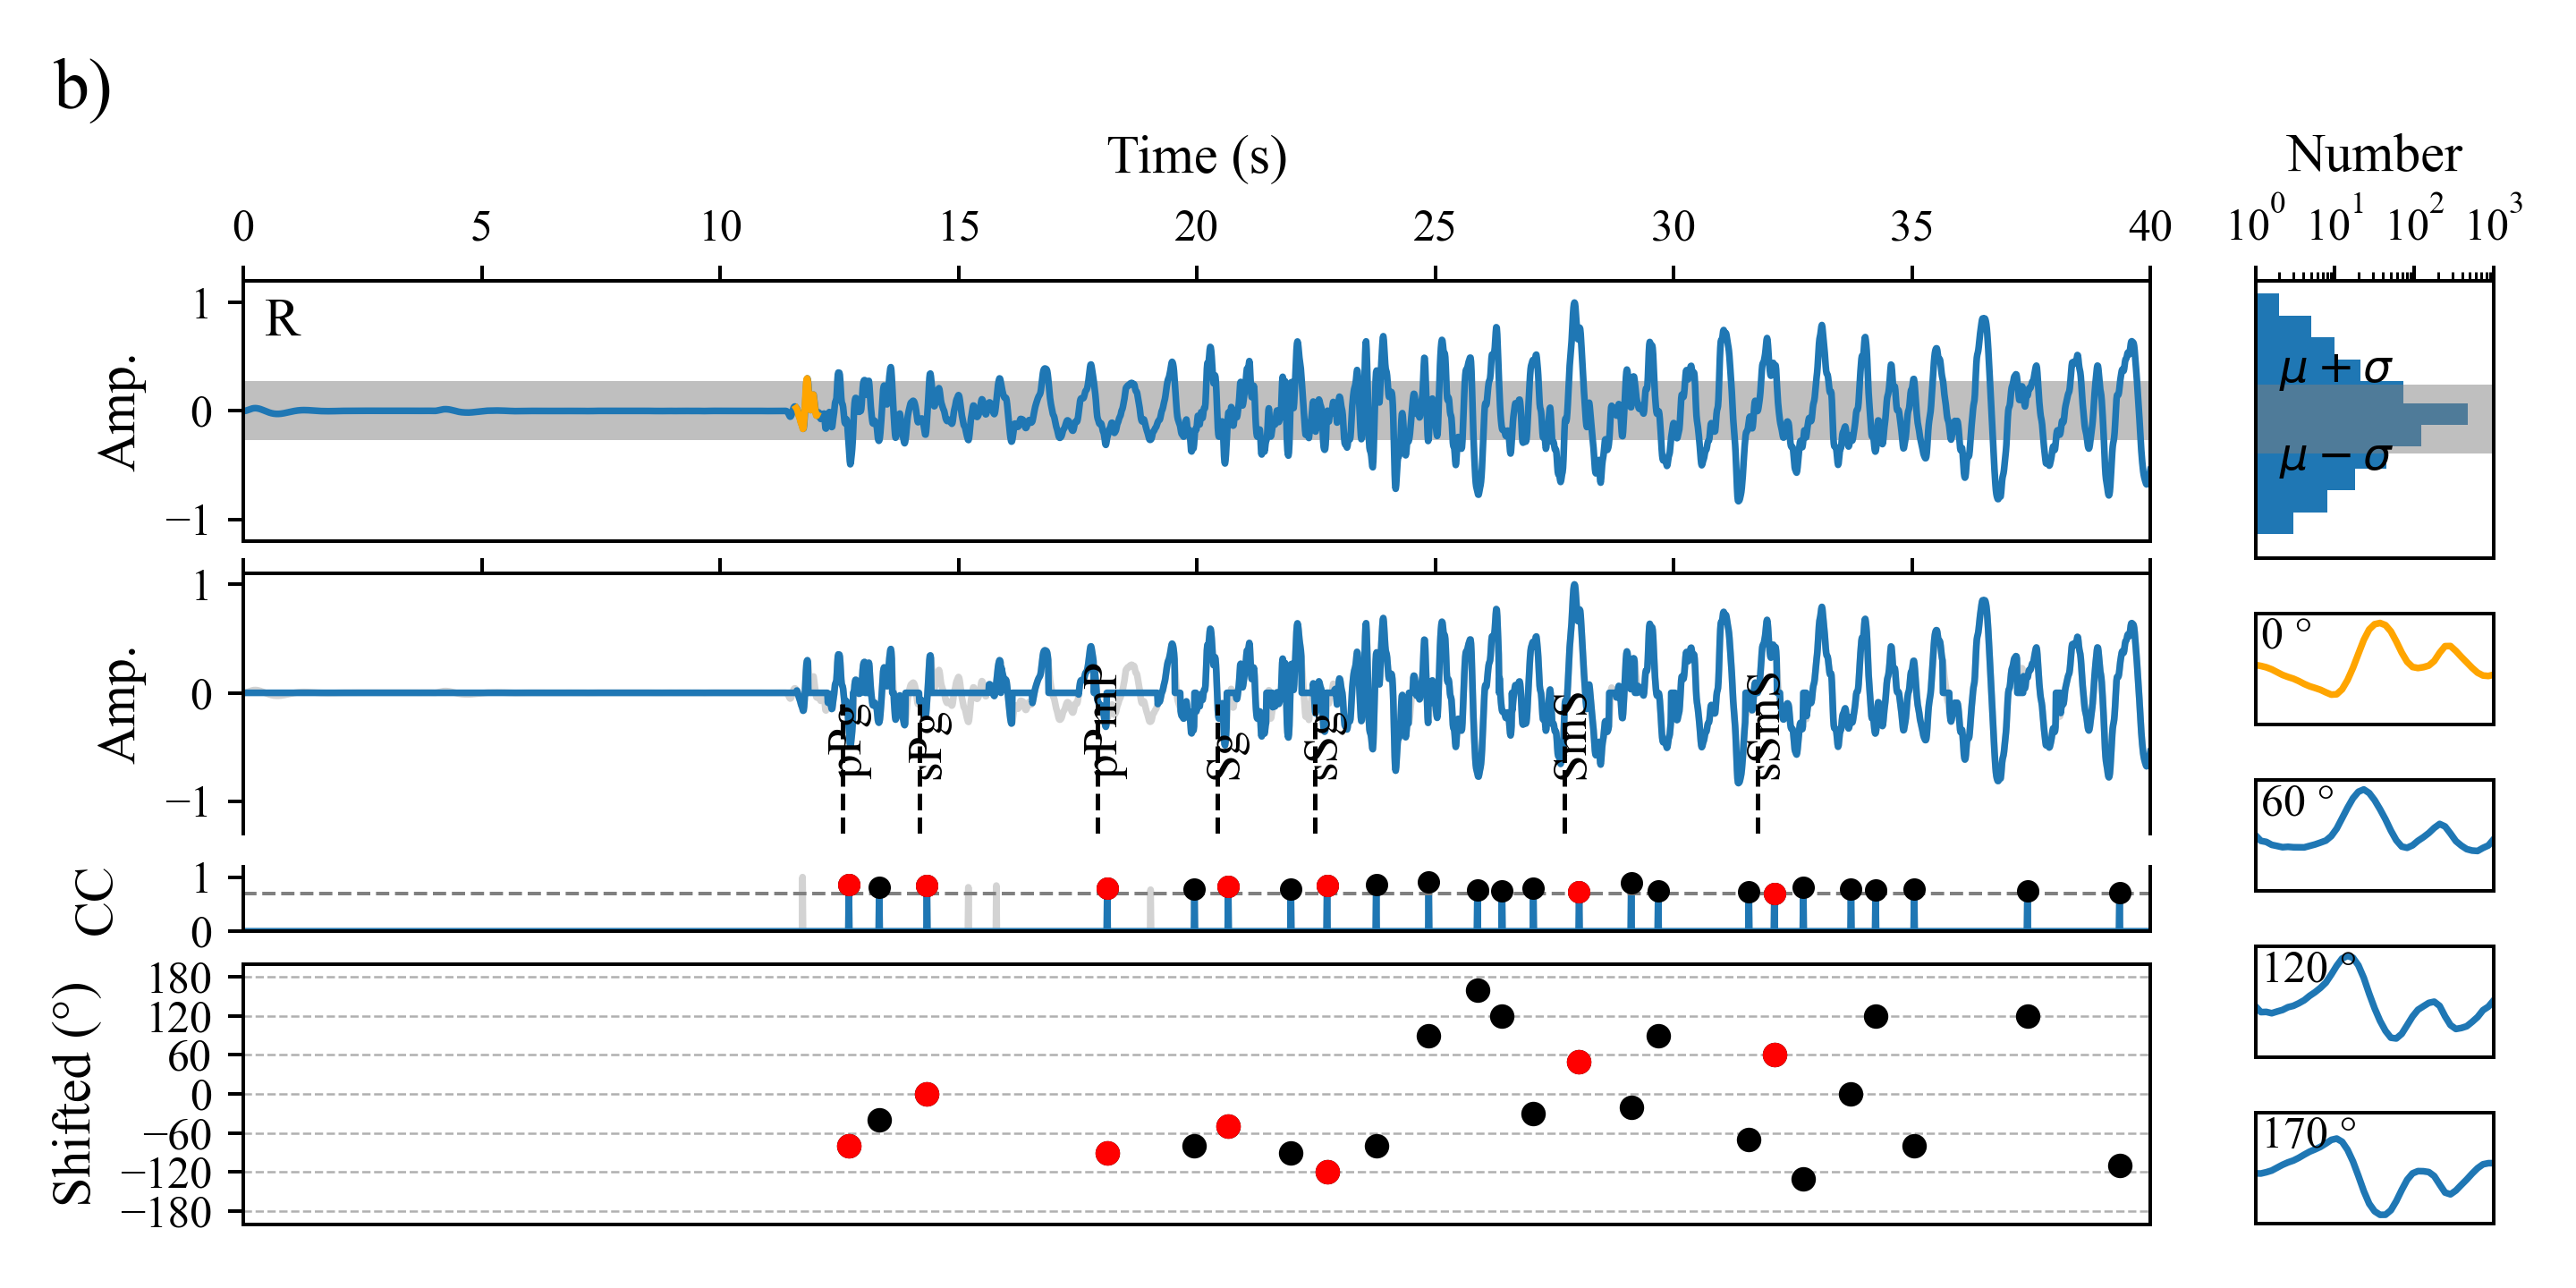 b)
Time (s)
Number
0 5 10 15 20 25 30 35 40
10^0 10^1 10^2 10^3
R
Amp.
1
0
−1
μ + σ
μ − σ
Amp.
1
0
−1
pPg sPg pPmP Sg sSg SmS sSmS
0 °
60 °
CC
1
0
120 °
Shifted (°)
180
120
60
0
−60
−120
−180
170 °